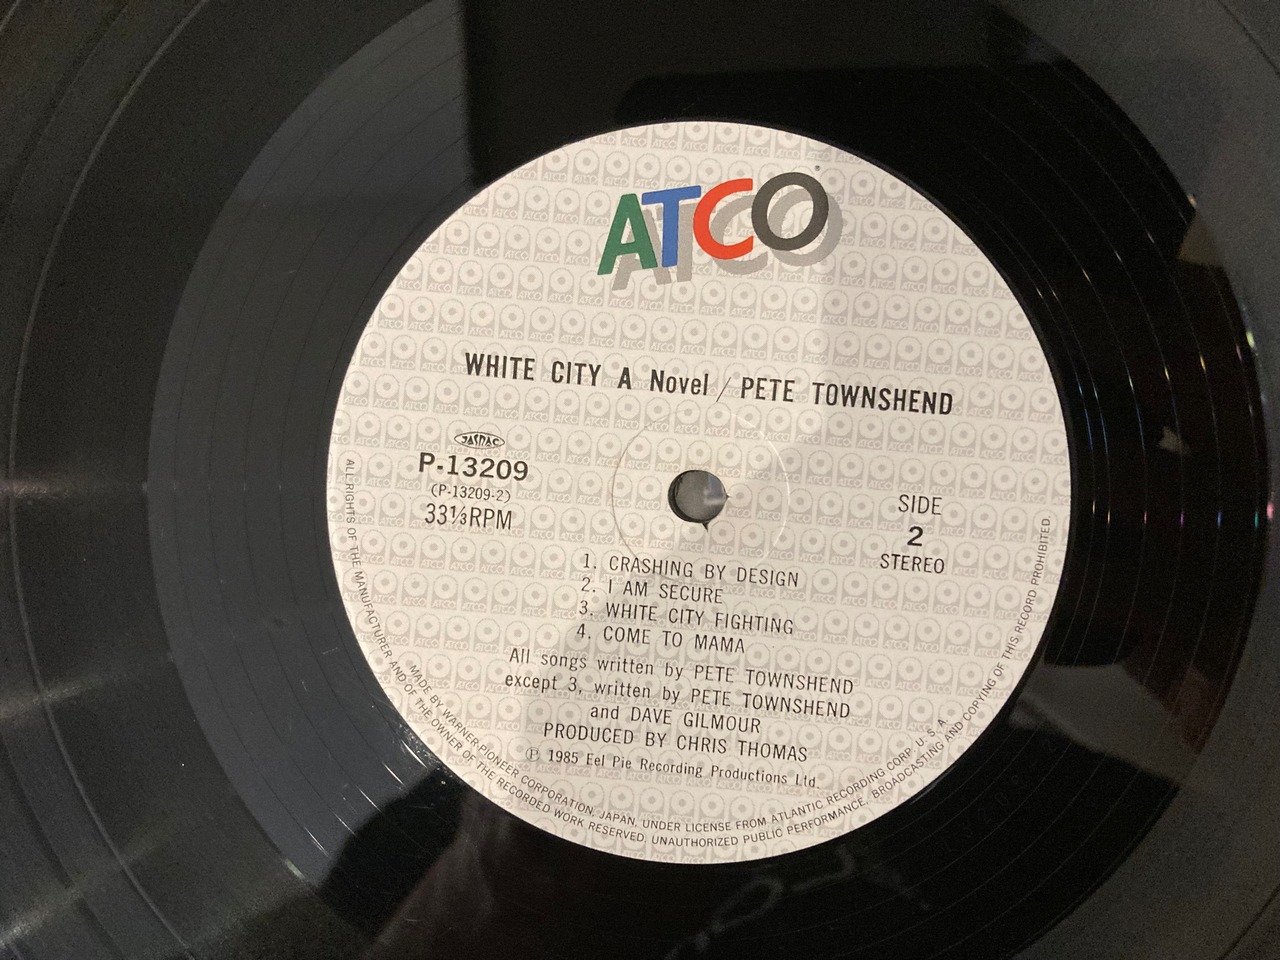 ATCO®
WHITE CITY A Novel / PETE TOWNSHEND
JASRAC
P-13209
(P-13209-2)
33⅓RPM
SIDE
2
STEREO
1. CRASHING BY DESIGN
2. I AM SECURE
3. WHITE CITY FIGHTING
4. COME TO MAMA
All songs written by PETE TOWNSHEND
except 3, written by PETE TOWNSHEND
and DAVE GILMOUR
PRODUCED BY CHRIS THOMAS
Ⓟ 1985 Eel Pie Recording Productions Ltd.
MADE BY WARNER-PIONEER CORPORATION, JAPAN, UNDER LICENSE FROM ATLANTIC RECORDING CORP. U. S. A
ALL RIGHTS OF THE MANUFACTURER AND OF THE OWNER OF THE RECORDED WORK RESERVED. UNAUTHORIZED PUBLIC PERFORMANCE. BROADCASTING AND COPYING OF THIS RECORD PROHIBITED.